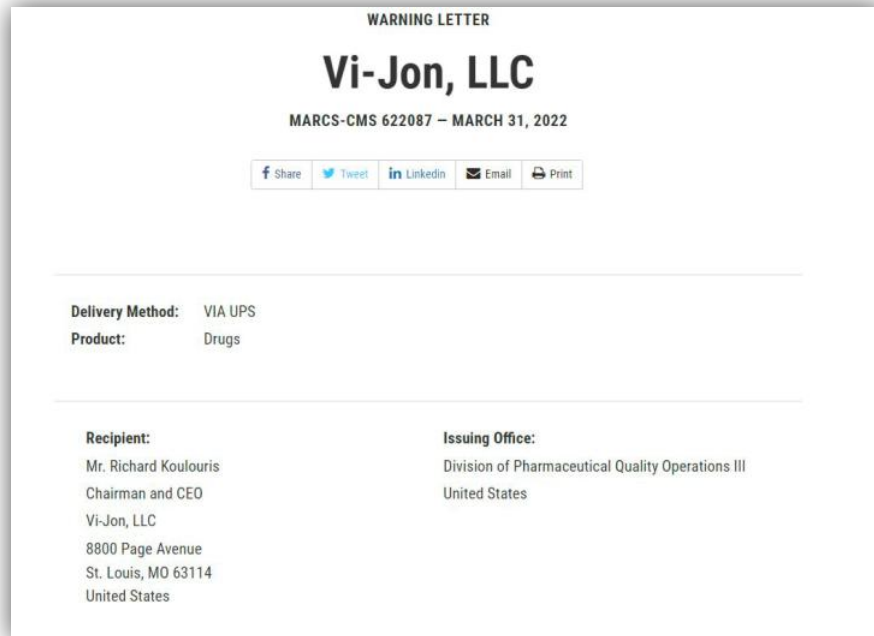 WARNING LETTER
Vi-Jon, LLC
MARCS-CMS 622087 — MARCH 31, 2022
f Share Tweet in Linkedin Email Print
Delivery Method: VIA UPS
Product: Drugs
Recipient:
Mr. Richard Koulouris
Chairman and CEO
Vi-Jon, LLC
8800 Page Avenue
St. Louis, MO 63114
United States
Issuing Office:
Division of Pharmaceutical Quality Operations III
United States